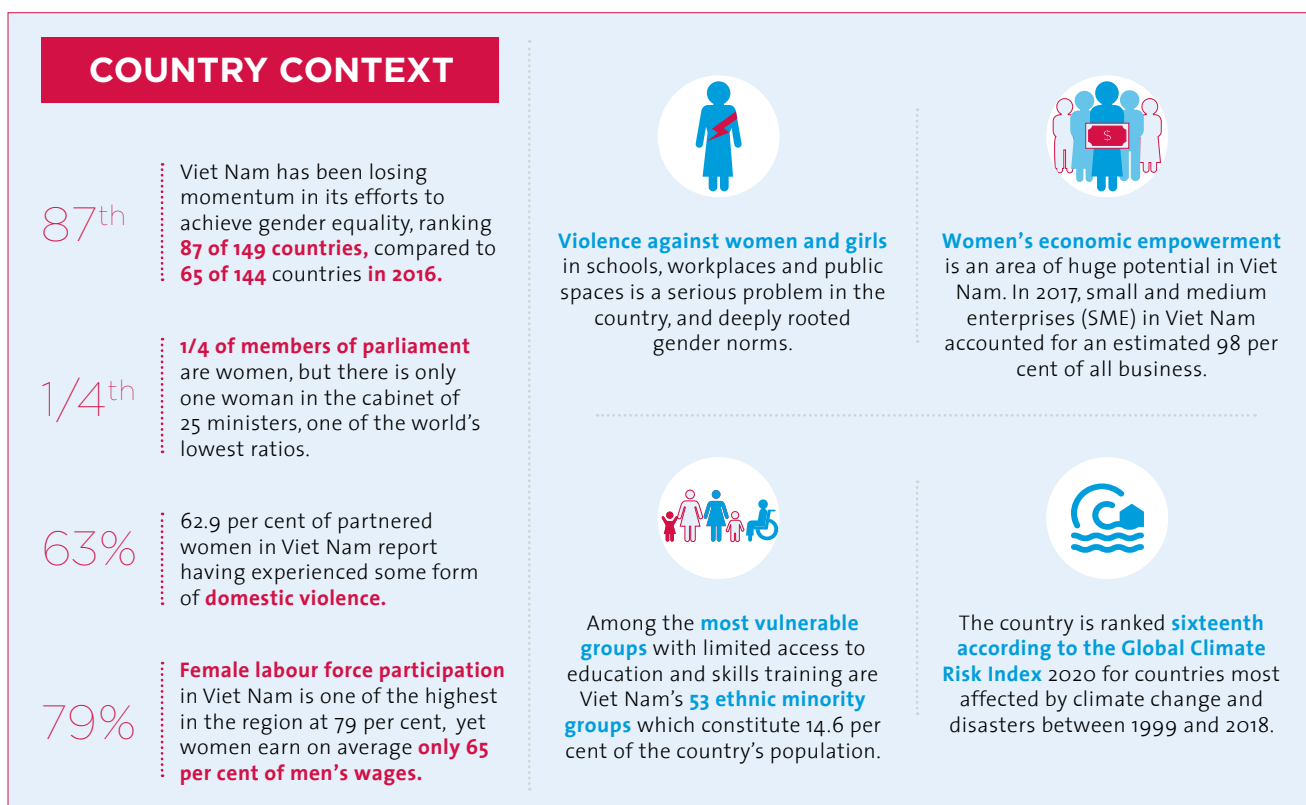 COUNTRY CONTEXT
87th
Viet Nam has been losing
momentum in its efforts to
achieve gender equality, ranking
87 of 149 countries, compared to
65 of 144 countries in 2016.
1/4th
1/4 of members of parliament
are women, but there is only
one woman in the cabinet of
25 ministers, one of the world's
lowest ratios.
63%
62.9 per cent of partnered
women in Viet Nam report
having experienced some form
of domestic violence.
79%
Female labour force participation
in Viet Nam is one of the highest
in the region at 79 per cent, yet
women earn on average only 65
per cent of men's wages.
Violence against women and girls
in schools, workplaces and public
spaces is a serious problem in the
country, and deeply rooted
gender norms.
$
Women's economic empowerment
is an area of huge potential in Viet
Nam. In 2017, small and medium
enterprises (SME) in Viet Nam
accounted for an estimated 98 per
cent of all business.
Among the most vulnerable
groups with limited access to
education and skills training are
Viet Nam's 53 ethnic minority
groups which constitute 14.6 per
cent of the country's population.
The country is ranked sixteenth
according to the Global Climate
Risk Index 2020 for countries most
affected by climate change and
disasters between 1999 and 2018.